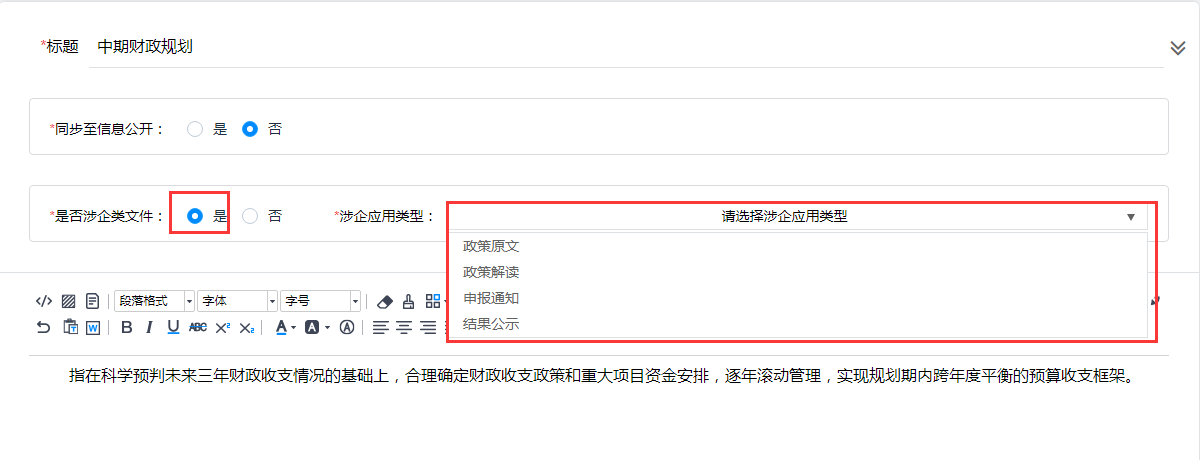 *标题 中期财政规划
*同步至信息公开： 是 否
*是否涉企类文件： 是 否 *涉企应用类型： 请选择涉企应用类型
政策原文
政策解读
申报通知
结果公示
段落格式 字体 字号
B I U ABC X² X₂ A A A
指在科学预判未来三年财政收支情况的基础上，合理确定财政收支政策和重大项目资金安排，逐年滚动管理，实现规划期内跨年度平衡的预算收支框架。